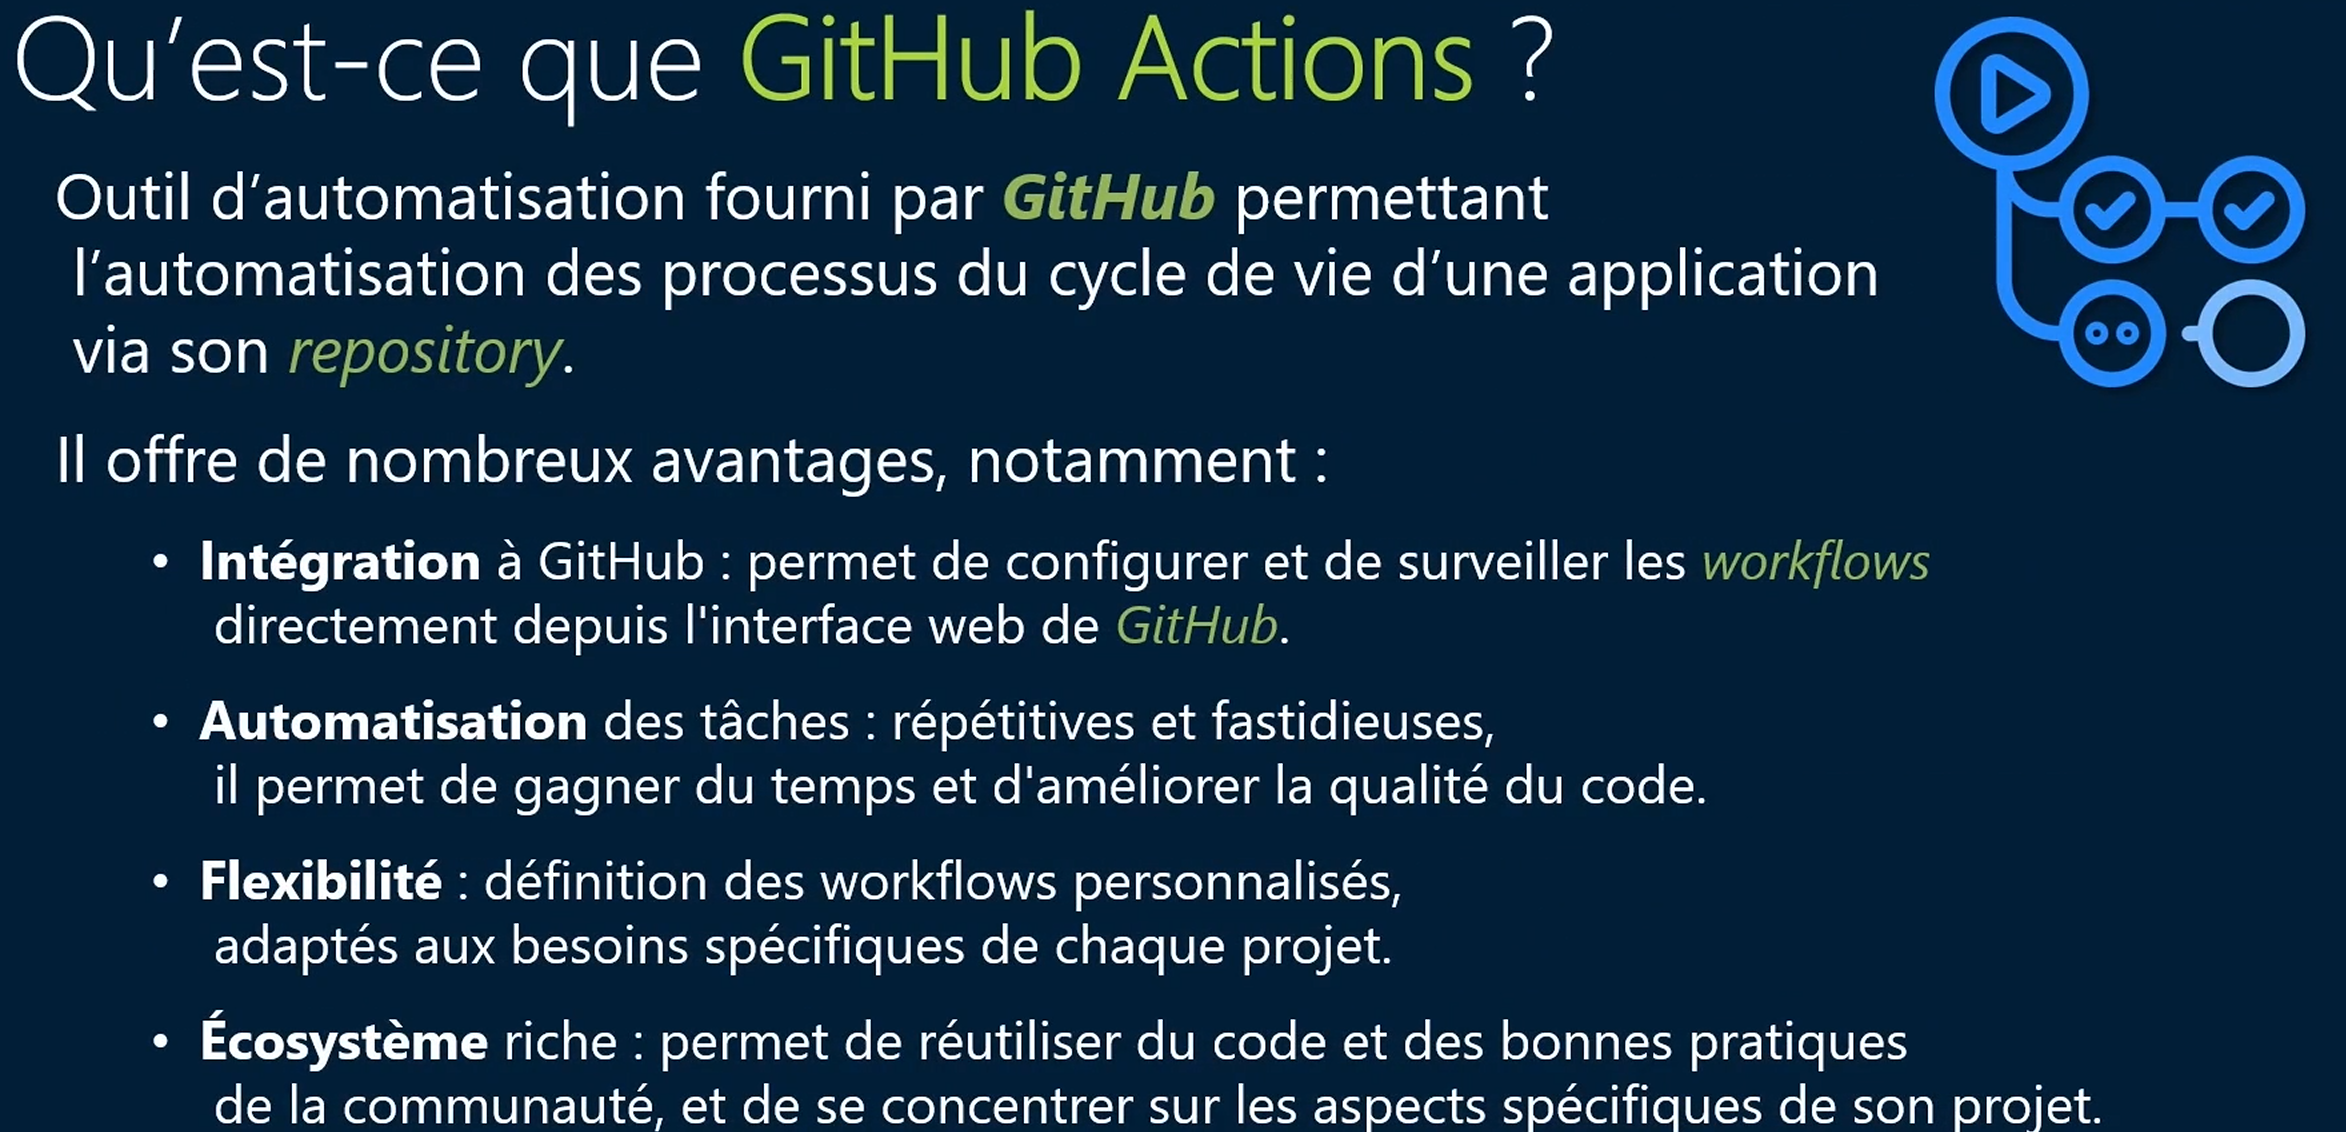 Qu’est-ce que GitHub Actions ?
Outil d’automatisation fourni par GitHub permettant
l’automatisation des processus du cycle de vie d’une application
via son repository.
Il offre de nombreux avantages, notamment :
• Intégration à GitHub : permet de configurer et de surveiller les workflows
directement depuis l'interface web de GitHub.
• Automatisation des tâches : répétitives et fastidieuses,
il permet de gagner du temps et d'améliorer la qualité du code.
• Flexibilité : définition des workflows personnalisés,
adaptés aux besoins spécifiques de chaque projet.
• Écosystème riche : permet de réutiliser du code et des bonnes pratiques
de la communauté, et de se concentrer sur les aspects spécifiques de son projet.